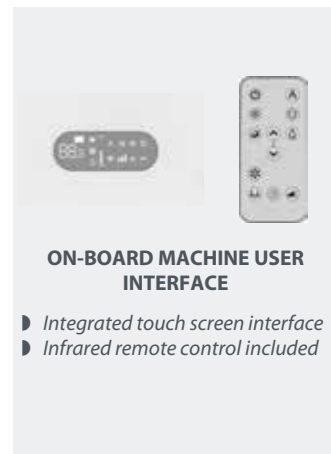 ON-BOARD MACHINE USER
INTERFACE
◗ Integrated touch screen interface
◗ Infrared remote control included